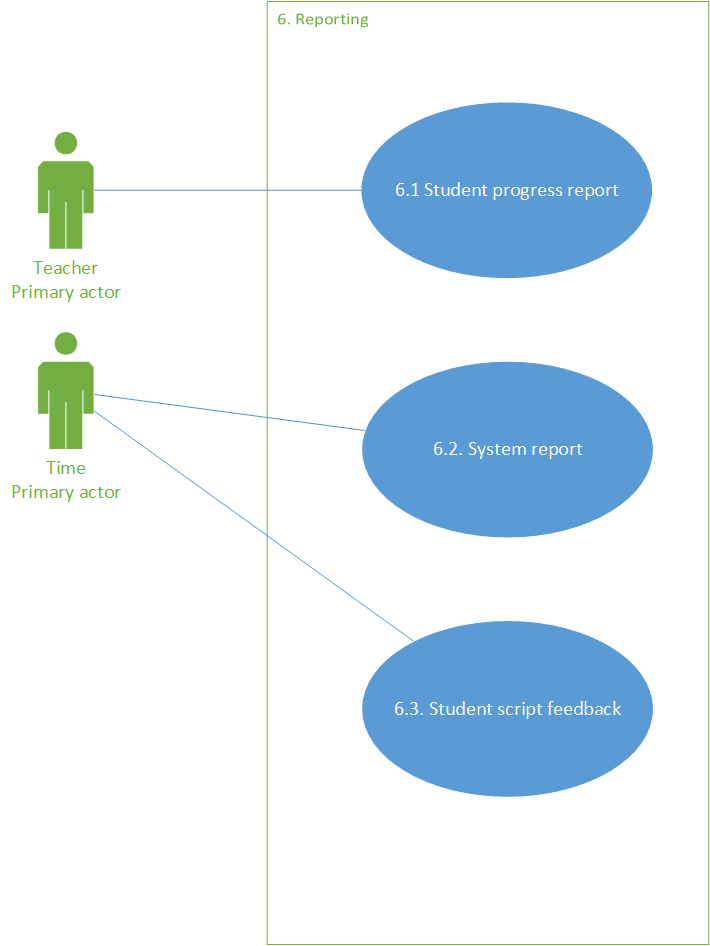 6. Reporting
6.1 Student progress report
Teacher
Primary actor
6.2. System report
Time
Primary actor
6.3. Student script feedback